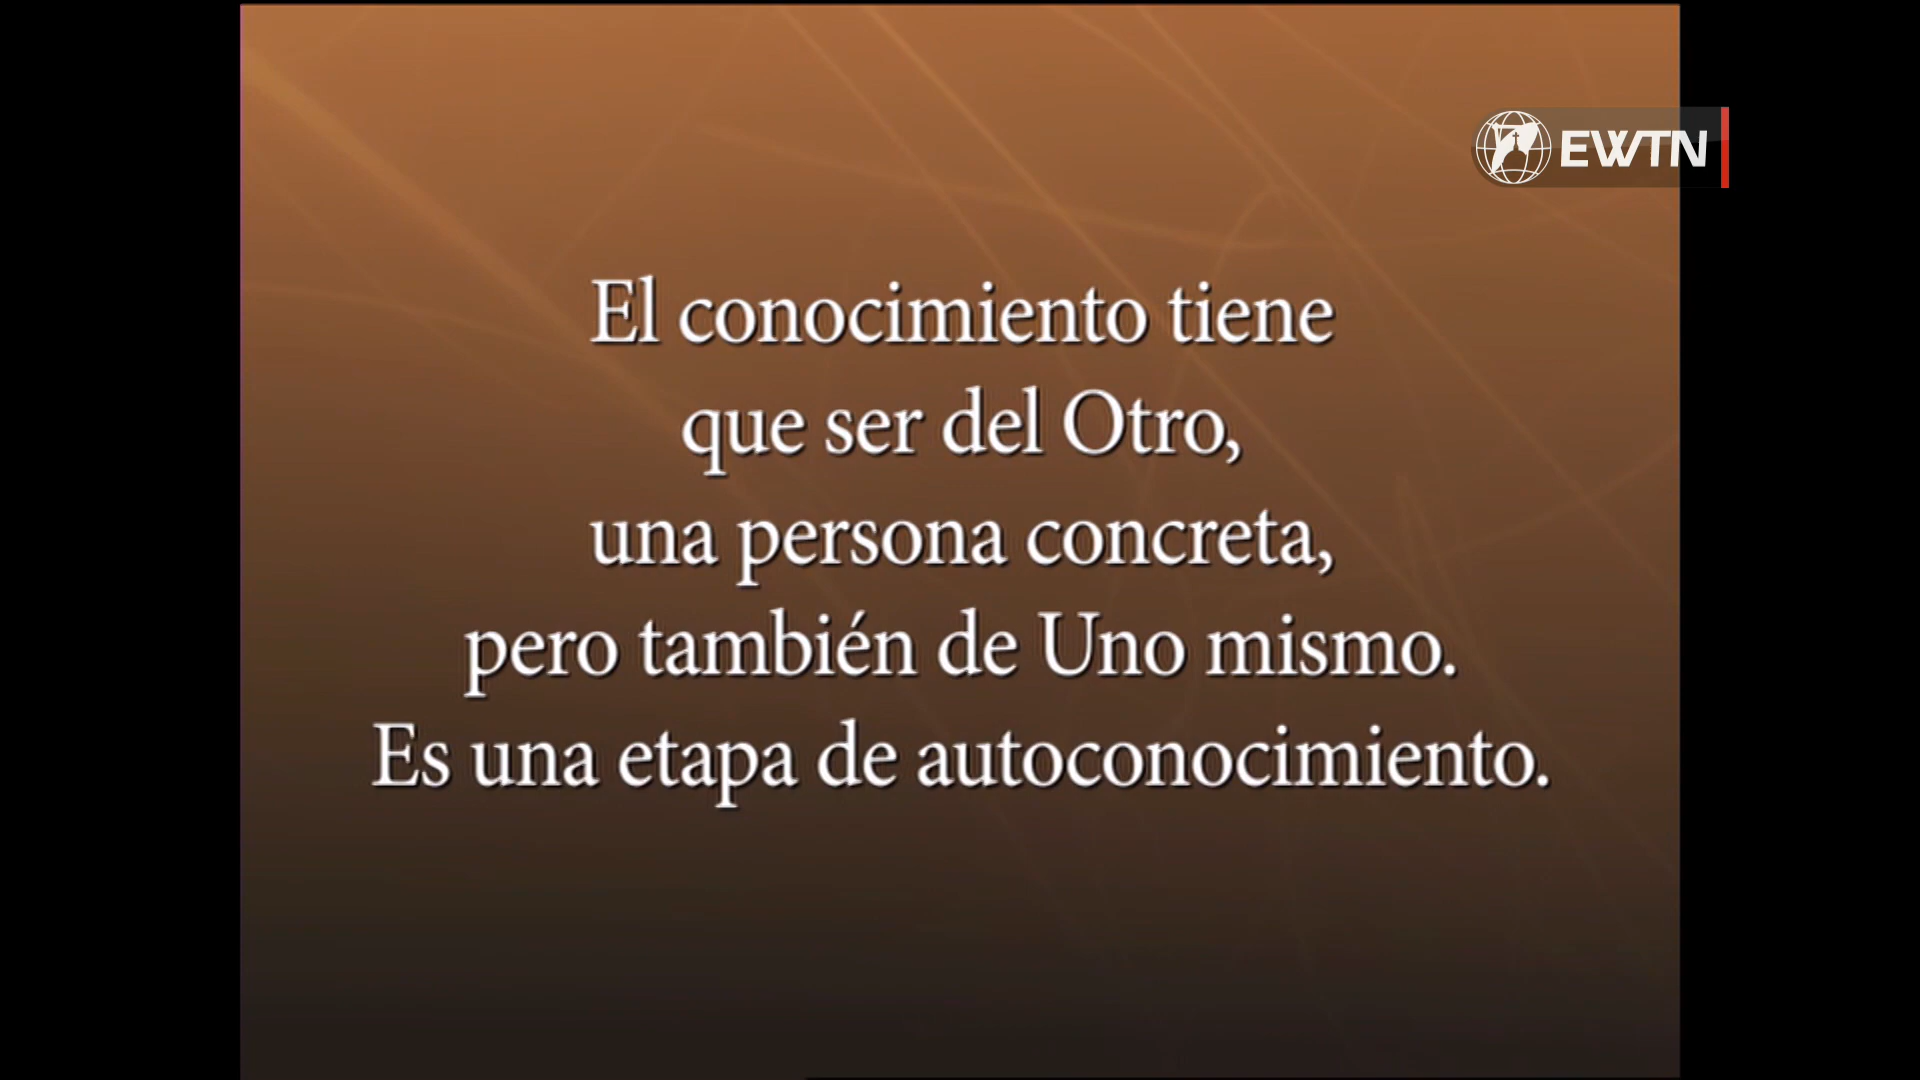 EWTN
El conocimiento tiene
que ser del Otro,
una persona concreta,
pero también de Uno mismo.
Es una etapa de autoconocimiento.